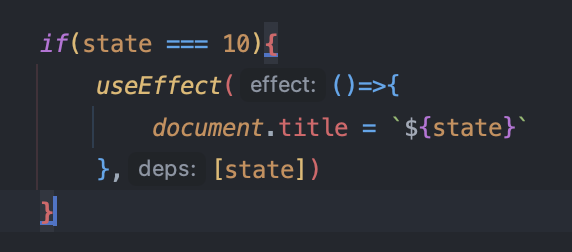 if(state === 10){
useEffect( effect: ()=>{
document.title = `${state}`
}, deps: [state])
}